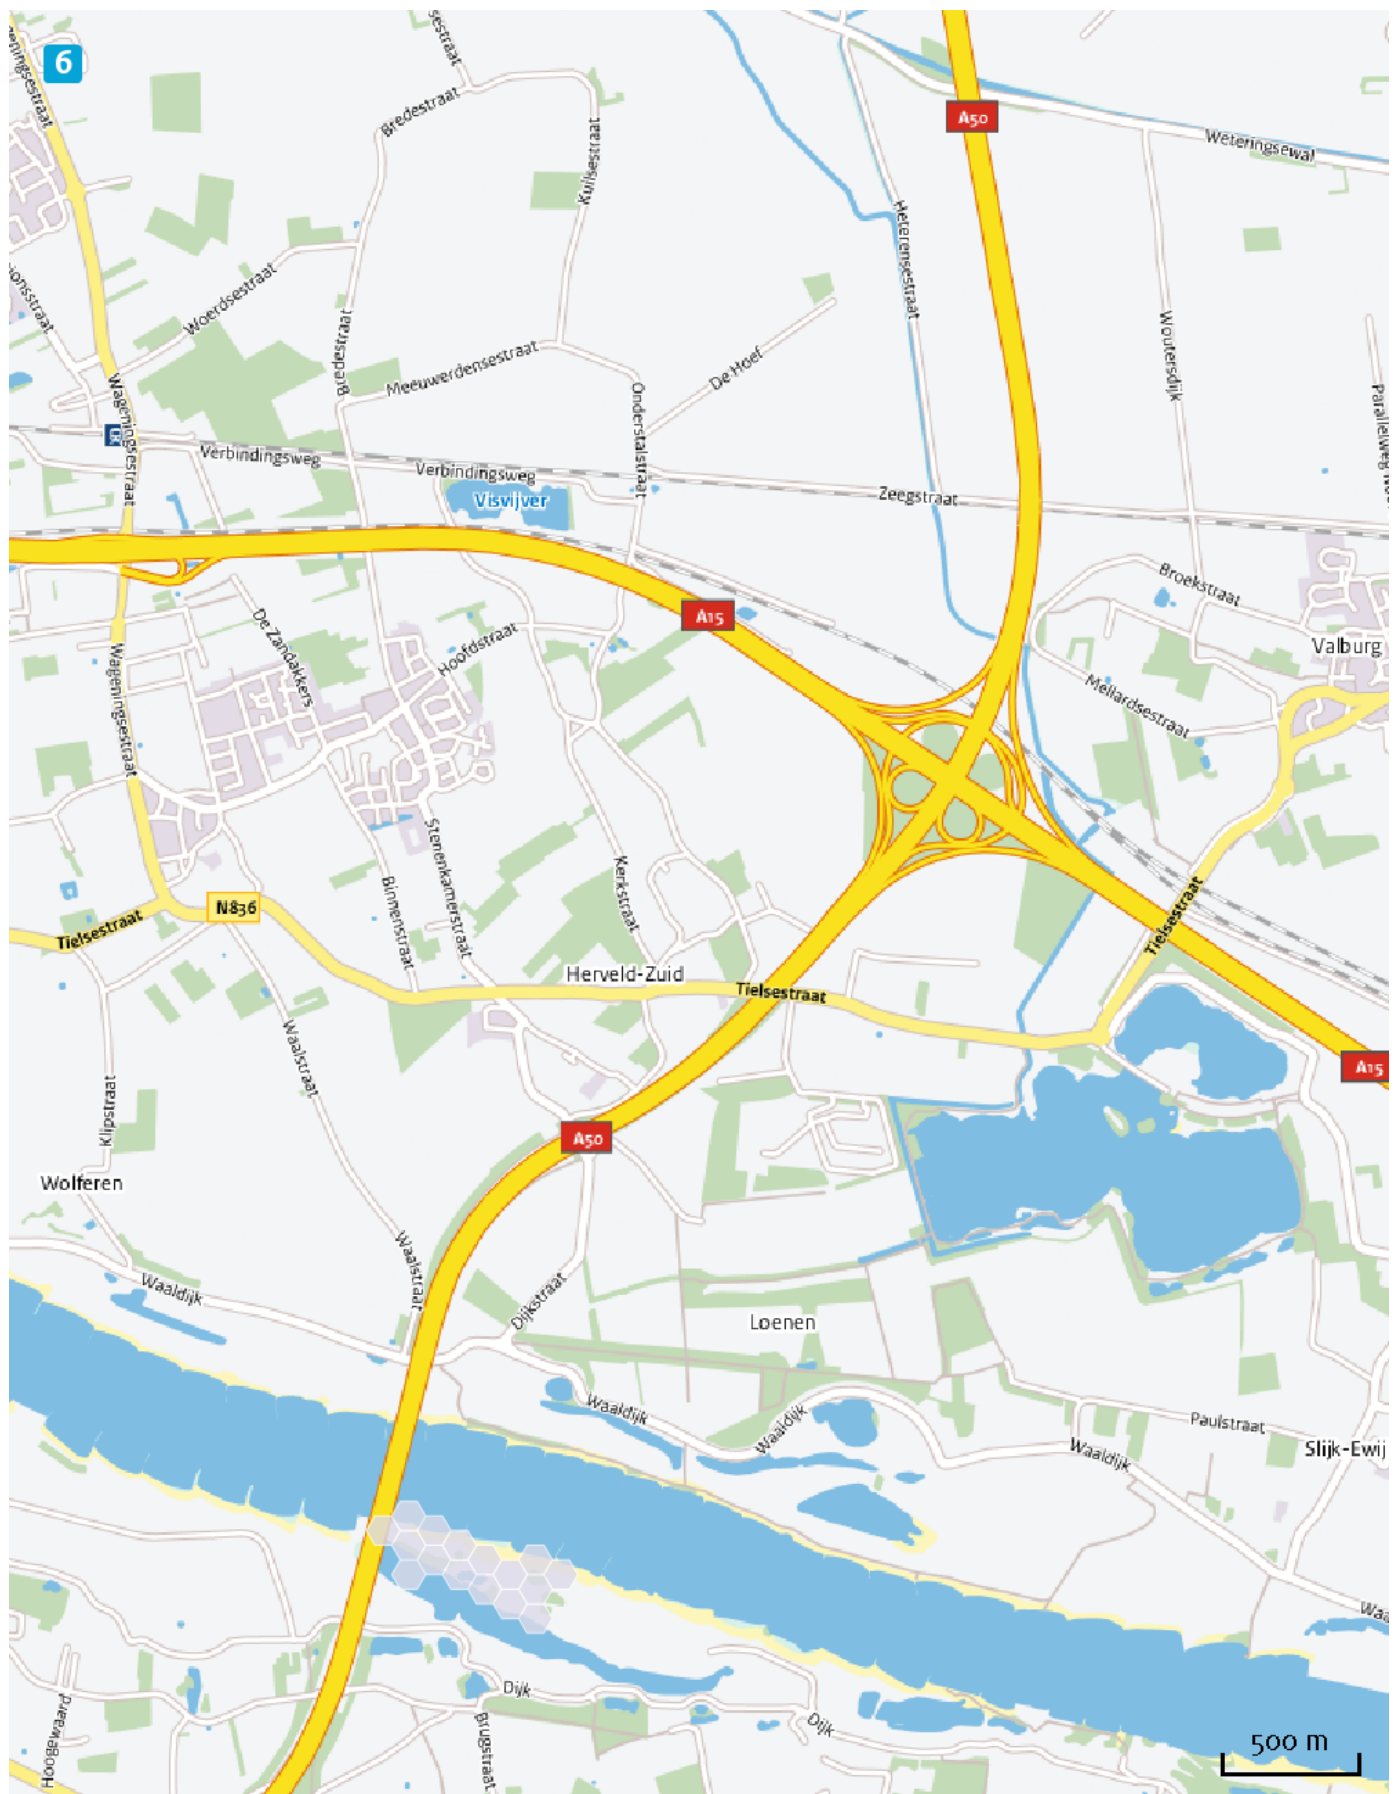 6
Bredestraat
Kuilsestraat
A50
Weteringsewal
Heterensestraat
Woerdsestraat
Bredestraat
Meeuwerdensestraat
De Hoef
Onderstalstraat
Woutersdijk
Wageningsestraat
Verbindingsweg
Verbindingsweg
Visvijver
Zeegstraat
Broekstraat
A15
Valburg
De Zandakkers
Hoofdstraat
Wageningsestraat
Mellardsestraat
Stenenkamerstraat
Binnenstraat
Kerkstraat
N836
Tielsestraat
Tielsestraat
Herveld-Zuid
Tielsestraat
Waalstraat
A15
Klipstraat
A50
Wolferen
Waalstraat
Waaldijk
Dijkstraat
Loenen
Waaldijk
Waaldijk
Paulstraat
Waaldijk
Slijk-Ewij
Waa
Dijk
Dijk
Hoogewaard
Brugstraat
500 m